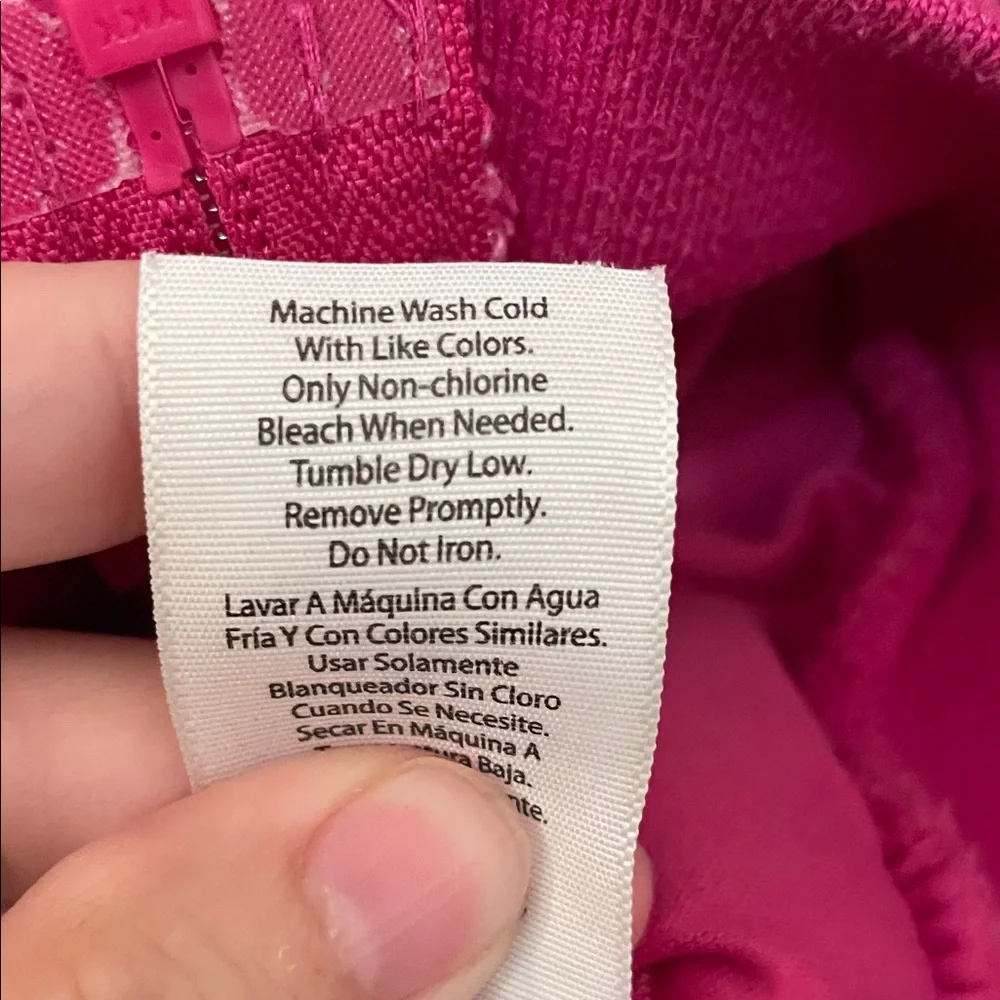 Machine Wash Cold
With Like Colors.
Only Non-chlorine
Bleach When Needed.
Tumble Dry Low.
Remove Promptly.
Do Not Iron.
Lavar A Máquina Con Agua
Fría Y Con Colores Similares.
Usar Solamente
Blanqueador Sin Cloro
Cuando Se Necesite.
Secar En Máquina A
Baja.